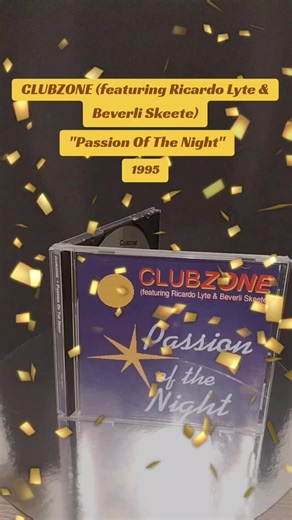 CLUBZONE (featuring Ricardo Lyte &
Beverli Skeete)
"Passion Of The Night"
1995
CLUBZONE
(featuring Ricardo Lyte & Beverli Skeete)
Passion
of the
Night